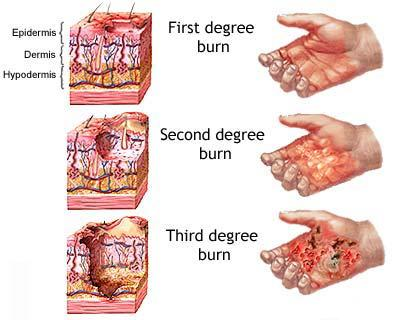 Epidermis
Dermis
Hypodermis
First degree
burn
Second degree
burn
Third degree
burn